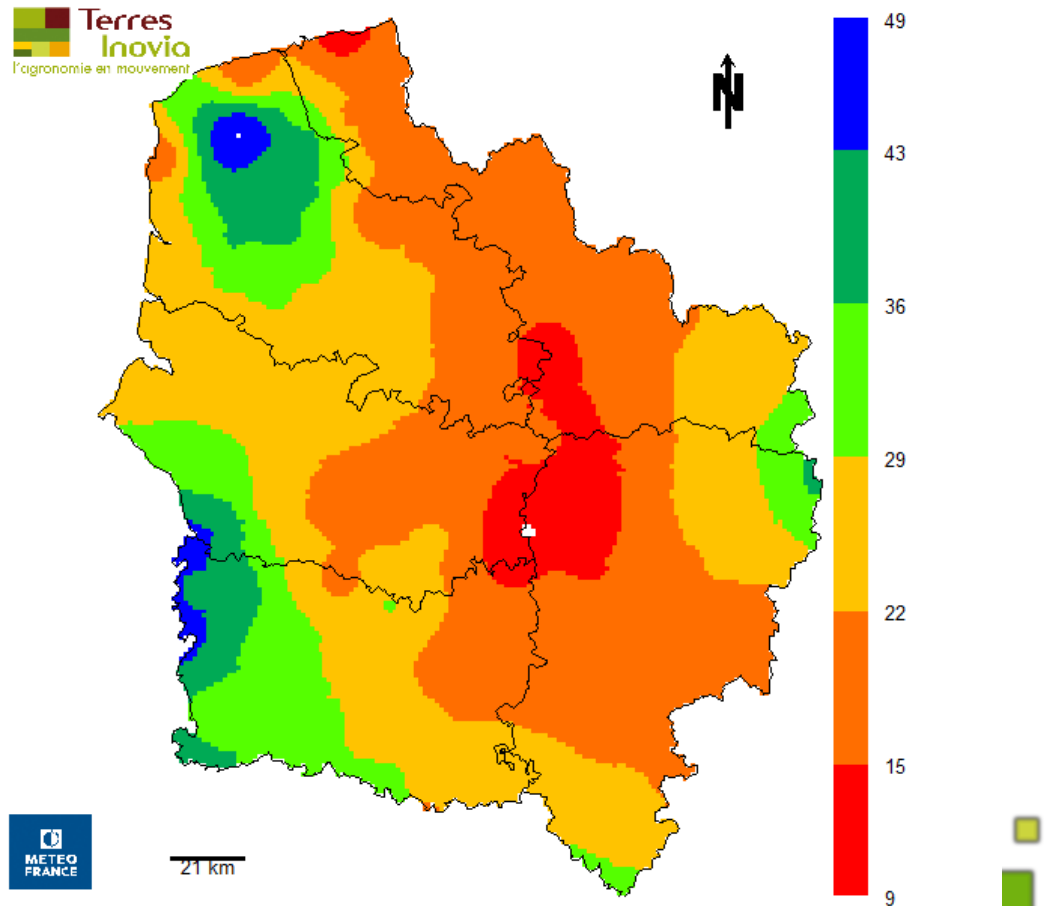 Terres
Inovia
l'agronomie en mouvement
N
49
43
36
29
22
15
9
METEO
FRANCE
21 km